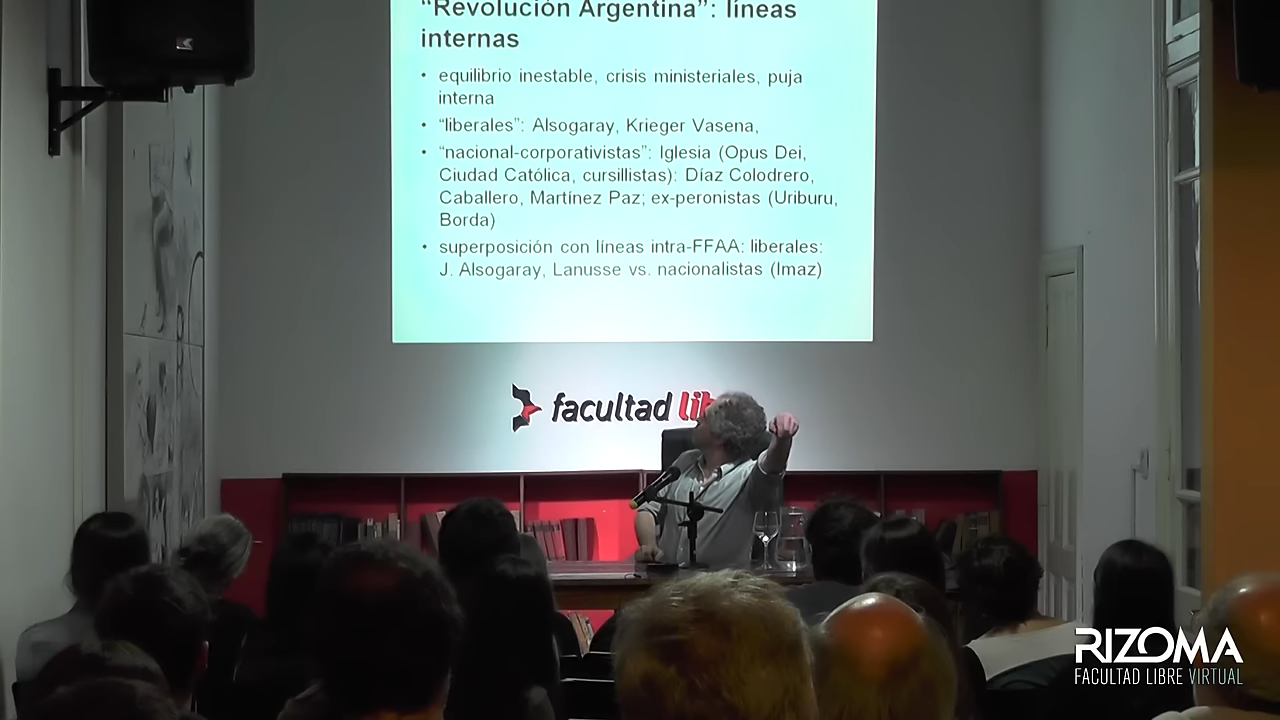 “Revolución Argentina”: líneas
internas
• equilibrio inestable, crisis ministeriales, puja
interna
• “liberales”: Alsogaray, Krieger Vasena,
• “nacional-corporativistas”: Iglesia (Opus Dei,
Ciudad Católica, cursillistas): Díaz Colodrero,
Caballero, Martínez Paz; ex-peronistas (Uriburu,
Borda)
• superposición con líneas intra-FFAA: liberales:
J. Alsogaray, Lanusse vs. nacionalistas (Imaz)
facultad
RIZOMA
FACULTAD LIBRE VIRTUAL